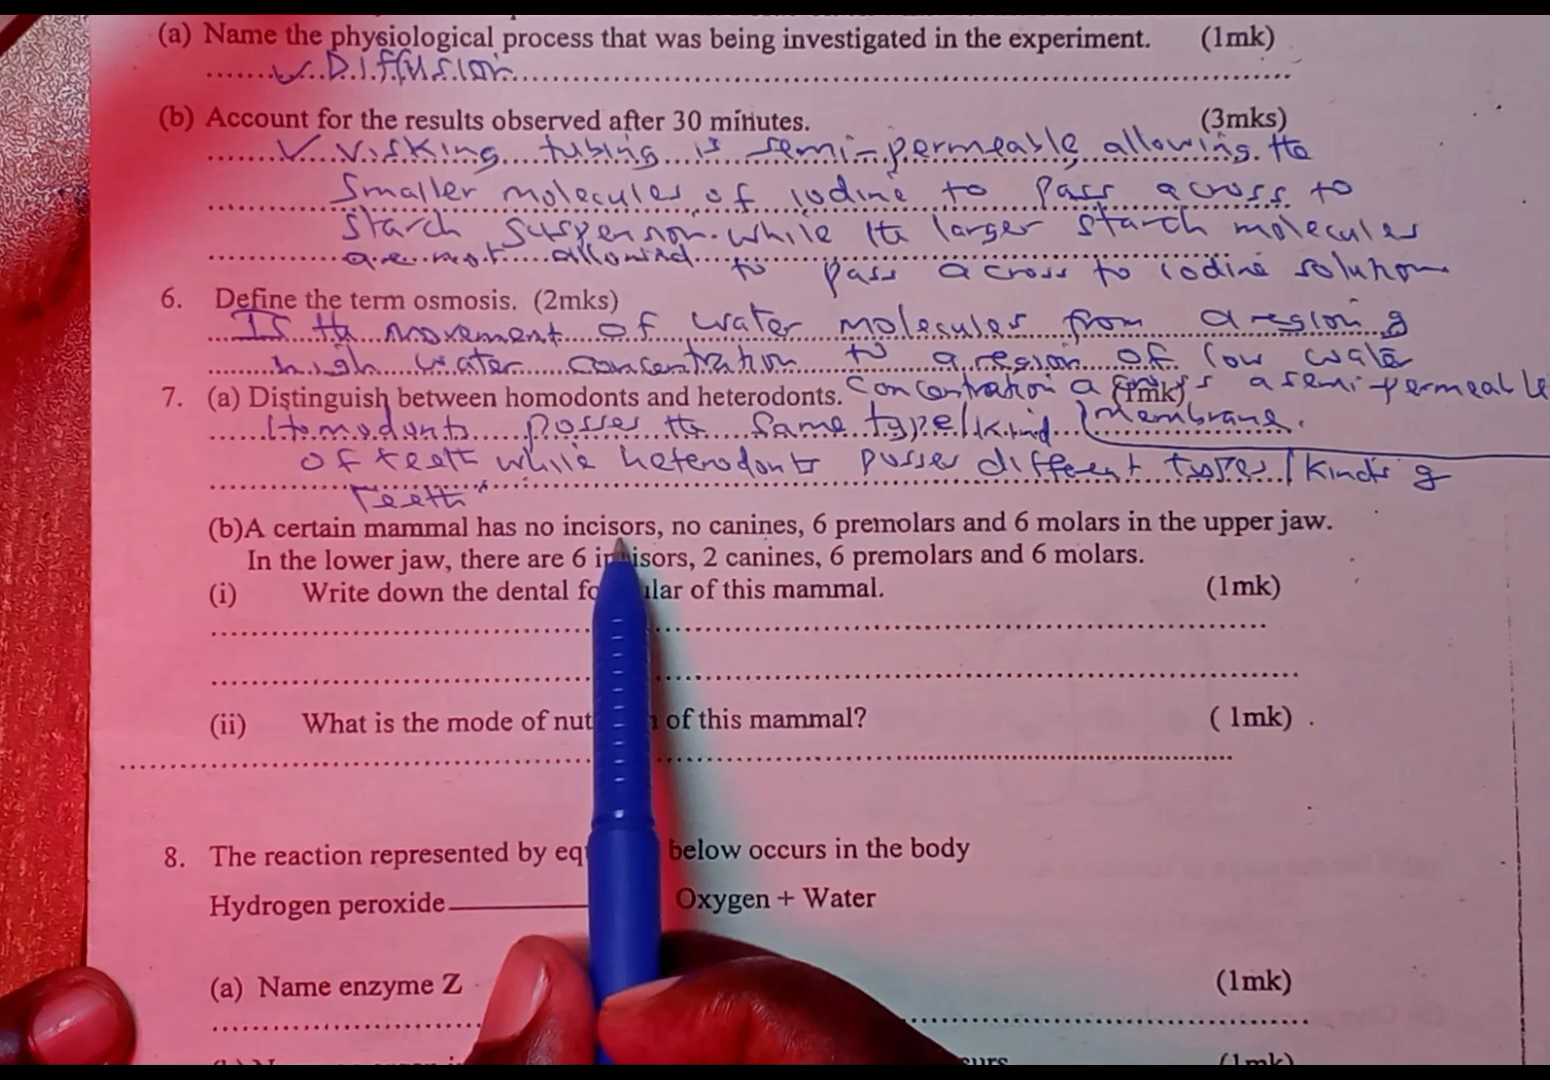 (a) Name the physiological process that was being investigated in the experiment. (1mk)
✓ Diffusion
(b) Account for the results observed after 30 minutes. (3mks)
✓ Visking tubing is semi-permeable allowing the
smaller molecules of iodine to pass across to
starch suspension. while the larger starch molecules
are not allowed to pass across to iodine solution
6. Define the term osmosis. (2mks)
Is the movement of water molecules from a region of
high water concentration to a region of low water
concentration a semi-permeable
membrane.
7. (a) Distinguish between homodonts and heterodonts. (1mk)
Homodonts posses the same type/kind
of teeth while heterodonts posses different types/kinds of
teeth
(b)A certain mammal has no incisors, no canines, 6 premolars and 6 molars in the upper jaw.
In the lower jaw, there are 6 incisors, 2 canines, 6 premolars and 6 molars.
(i) Write down the dental of this mammal. (1mk)
(ii) What is the mode of of this mammal? ( 1mk) .
8. The reaction represented by below occurs in the body
Hydrogen peroxide Oxygen + Water
(a) Name enzyme Z (1mk)
(1mk)